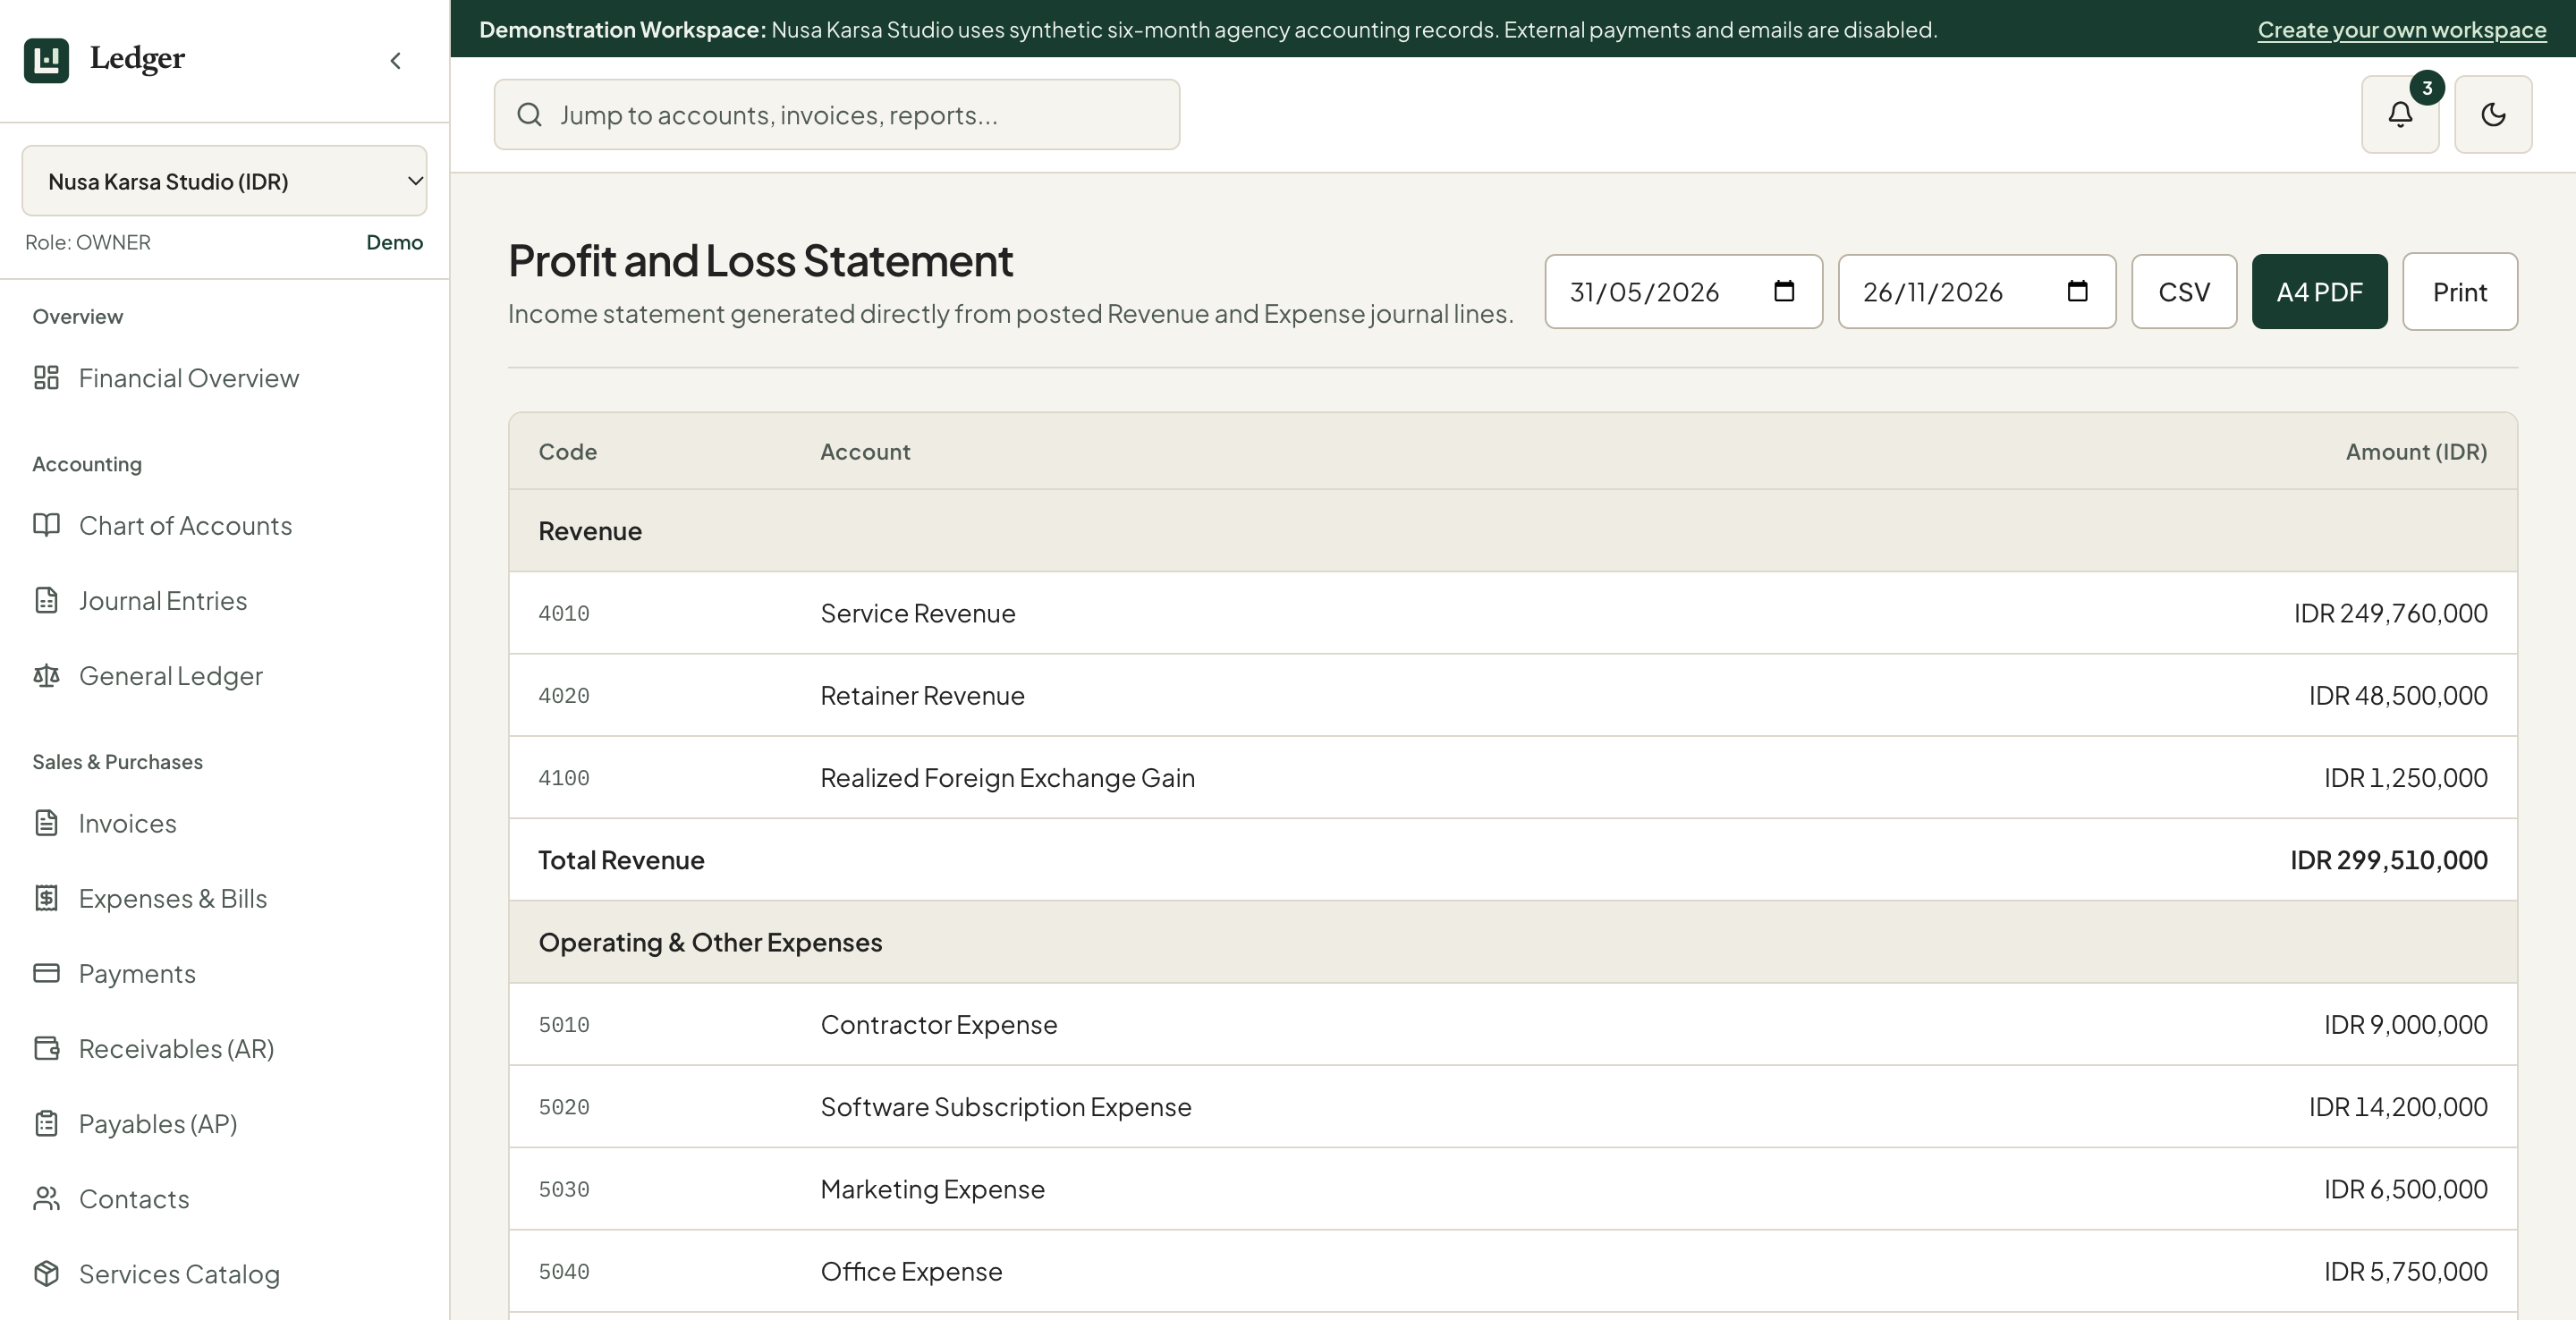 Ledger
Nusa Karsa Studio (IDR)
Role: OWNER
Demo
Overview
Financial Overview
Accounting
Chart of Accounts
Journal Entries
General Ledger
Sales & Purchases
Invoices
Expenses & Bills
Payments
Receivables (AR)
Payables (AP)
Contacts
Services Catalog
Demonstration Workspace: Nusa Karsa Studio uses synthetic six-month agency accounting records. External payments and emails are disabled.
Create your own workspace
Jump to accounts, invoices, reports...
3
Profit and Loss Statement
Income statement generated directly from posted Revenue and Expense journal lines.
31/05/2026
26/11/2026
CSV
A4 PDF
Print
Code Account Amount (IDR)
Revenue
4010 Service Revenue IDR 249,760,000
4020 Retainer Revenue IDR 48,500,000
4100 Realized Foreign Exchange Gain IDR 1,250,000
Total Revenue IDR 299,510,000
Operating & Other Expenses
5010 Contractor Expense IDR 9,000,000
5020 Software Subscription Expense IDR 14,200,000
5030 Marketing Expense IDR 6,500,000
5040 Office Expense IDR 5,750,000